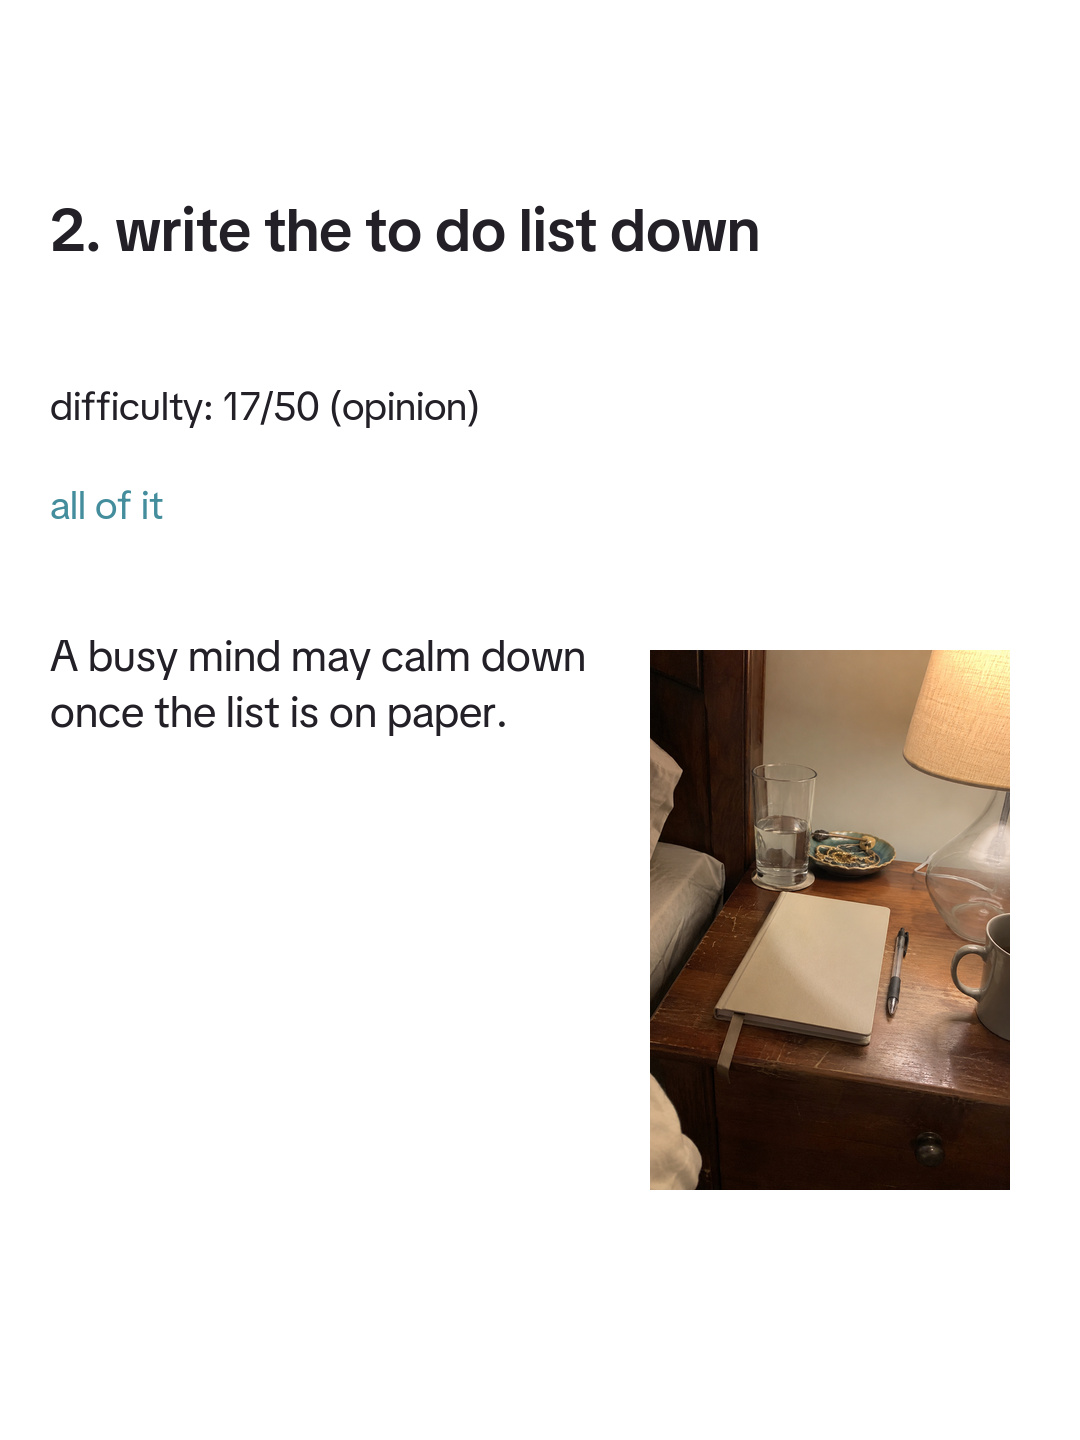 2. write the to do list down
difficulty: 17/50 (opinion)
all of it
A busy mind may calm down
once the list is on paper.